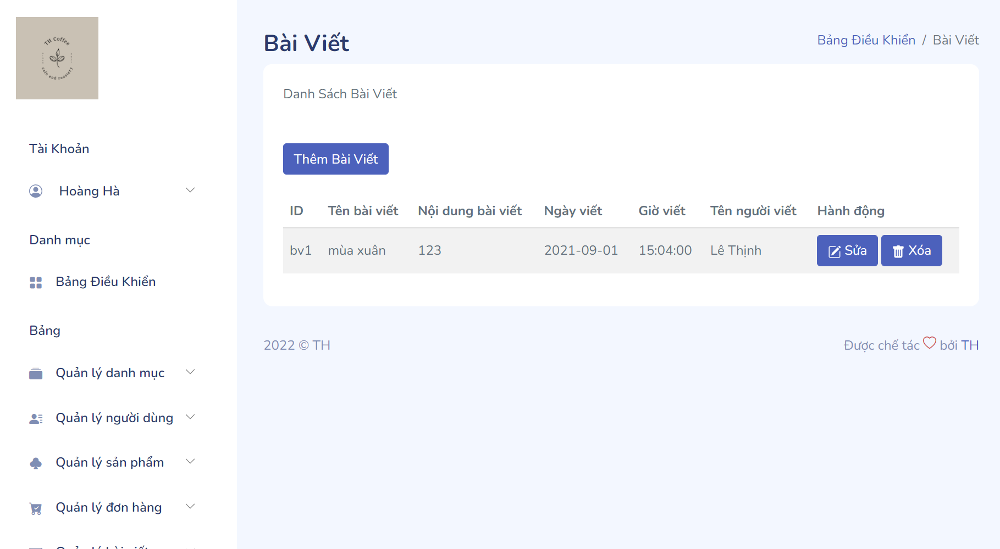 TH Coffee
cafe and roastery
Tài Khoản
Hoàng Hà
Danh mục
Bảng Điều Khiển
Bảng
Quản lý danh mục
Quản lý người dùng
Quản lý sản phẩm
Quản lý đơn hàng
Quản lý bài viết
Bài Viết
Bảng Điều Khiển / Bài Viết
Danh Sách Bài Viết
Thêm Bài Viết
ID Tên bài viết Nội dung bài viết Ngày viết Giờ viết Tên người viết Hành động
bv1 mùa xuân 123 2021-09-01 15:04:00 Lê Thịnh Sửa Xóa
2022 © TH
Được chế tác bởi TH